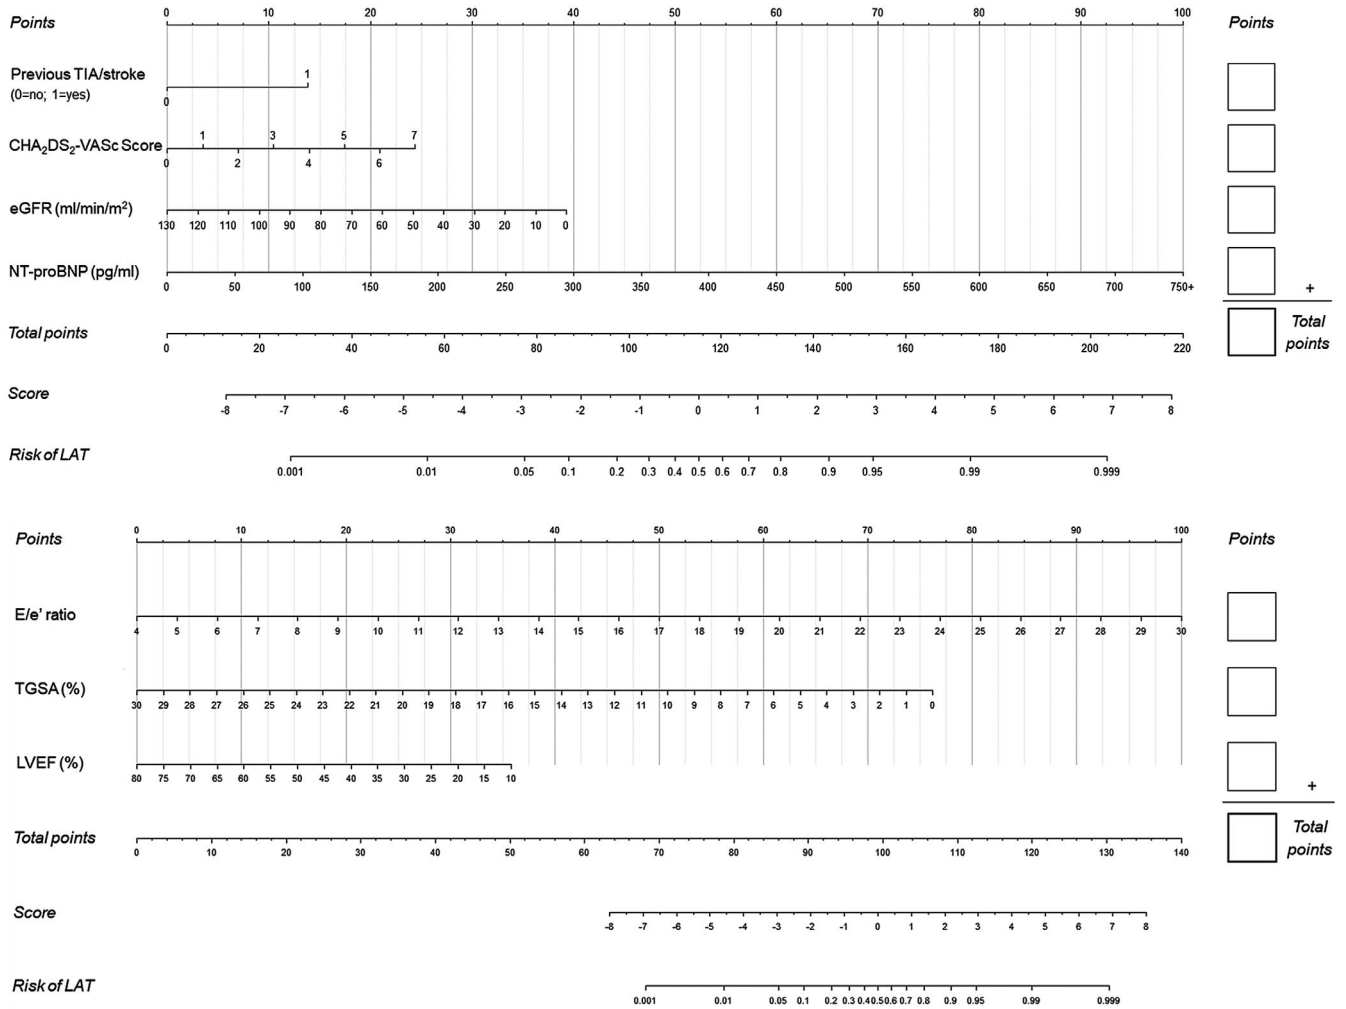 Points 0 10 20 30 40 50 60 70 80 90 100 Points
Previous TIA/stroke 1
(0=no; 1=yes) 0
1 3 5 7
CHA₂DS₂-VASc Score
0 2 4 6
eGFR (ml/min/m²)
130 120 110 100 90 80 70 60 50 40 30 20 10 0
NT-proBNP (pg/ml)
0 50 100 150 200 250 300 350 400 450 500 550 600 650 700 750+ +
Total points Total
0 20 40 60 80 100 120 140 160 180 200 220 points
Score
-8 -7 -6 -5 -4 -3 -2 -1 0 1 2 3 4 5 6 7 8
Risk of LAT
0.001 0.01 0.05 0.1 0.2 0.3 0.4 0.5 0.6 0.7 0.8 0.9 0.95 0.99 0.999
Points 0 10 20 30 40 50 60 70 80 90 100 Points
E/e' ratio
4 5 6 7 8 9 10 11 12 13 14 15 16 17 18 19 20 21 22 23 24 25 26 27 28 29 30
TGSA (%)
30 29 28 27 26 25 24 23 22 21 20 19 18 17 16 15 14 13 12 11 10 9 8 7 6 5 4 3 2 1 0
LVEF (%)
80 75 70 65 60 55 50 45 40 35 30 25 20 15 10 +
Total points Total
0 10 20 30 40 50 60 70 80 90 100 110 120 130 140 points
Score
-8 -7 -6 -5 -4 -3 -2 -1 0 1 2 3 4 5 6 7 8
Risk of LAT
0.001 0.01 0.05 0.1 0.2 0.3 0.4 0.5 0.6 0.7 0.8 0.9 0.95 0.99 0.999